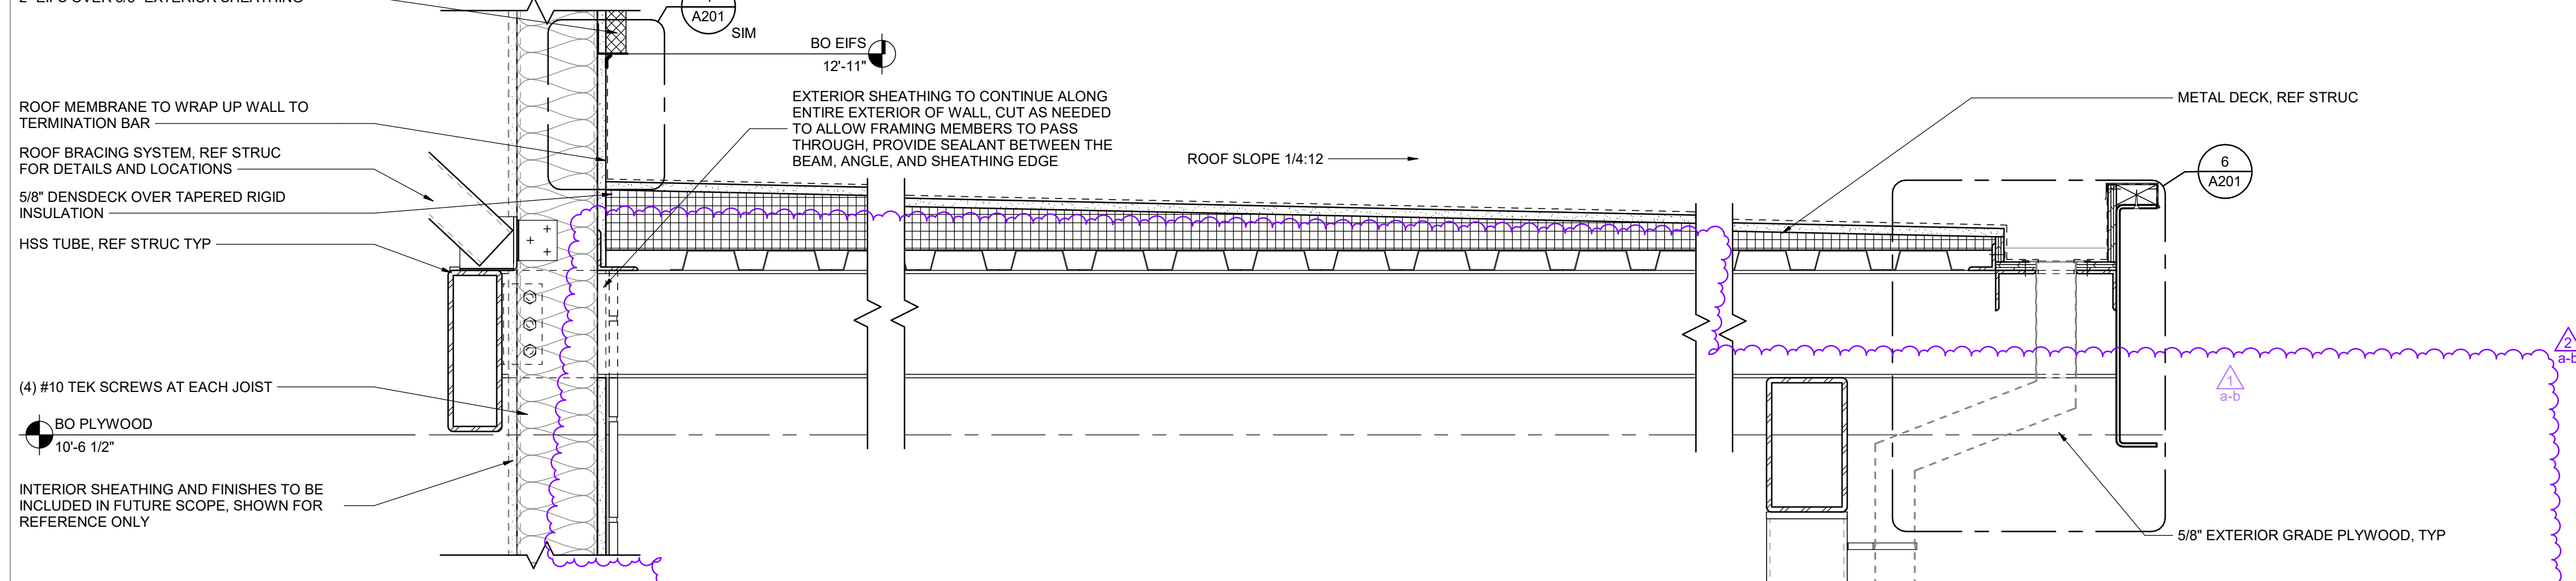 A201
SIM
BO EIFS
12'-11"
ROOF MEMBRANE TO WRAP UP WALL TO
TERMINATION BAR
ROOF BRACING SYSTEM, REF STRUC
FOR DETAILS AND LOCATIONS
5/8" DENSDECK OVER TAPERED RIGID
INSULATION
HSS TUBE, REF STRUC TYP
(4) #10 TEK SCREWS AT EACH JOIST
BO PLYWOOD
10'-6 1/2"
INTERIOR SHEATHING AND FINISHES TO BE
INCLUDED IN FUTURE SCOPE, SHOWN FOR
REFERENCE ONLY
EXTERIOR SHEATHING TO CONTINUE ALONG
ENTIRE EXTERIOR OF WALL, CUT AS NEEDED
TO ALLOW FRAMING MEMBERS TO PASS
THROUGH, PROVIDE SEALANT BETWEEN THE
BEAM, ANGLE, AND SHEATHING EDGE
ROOF SLOPE 1/4:12
METAL DECK, REF STRUC
6
A201
2
a-b
1
a-b
5/8" EXTERIOR GRADE PLYWOOD, TYP